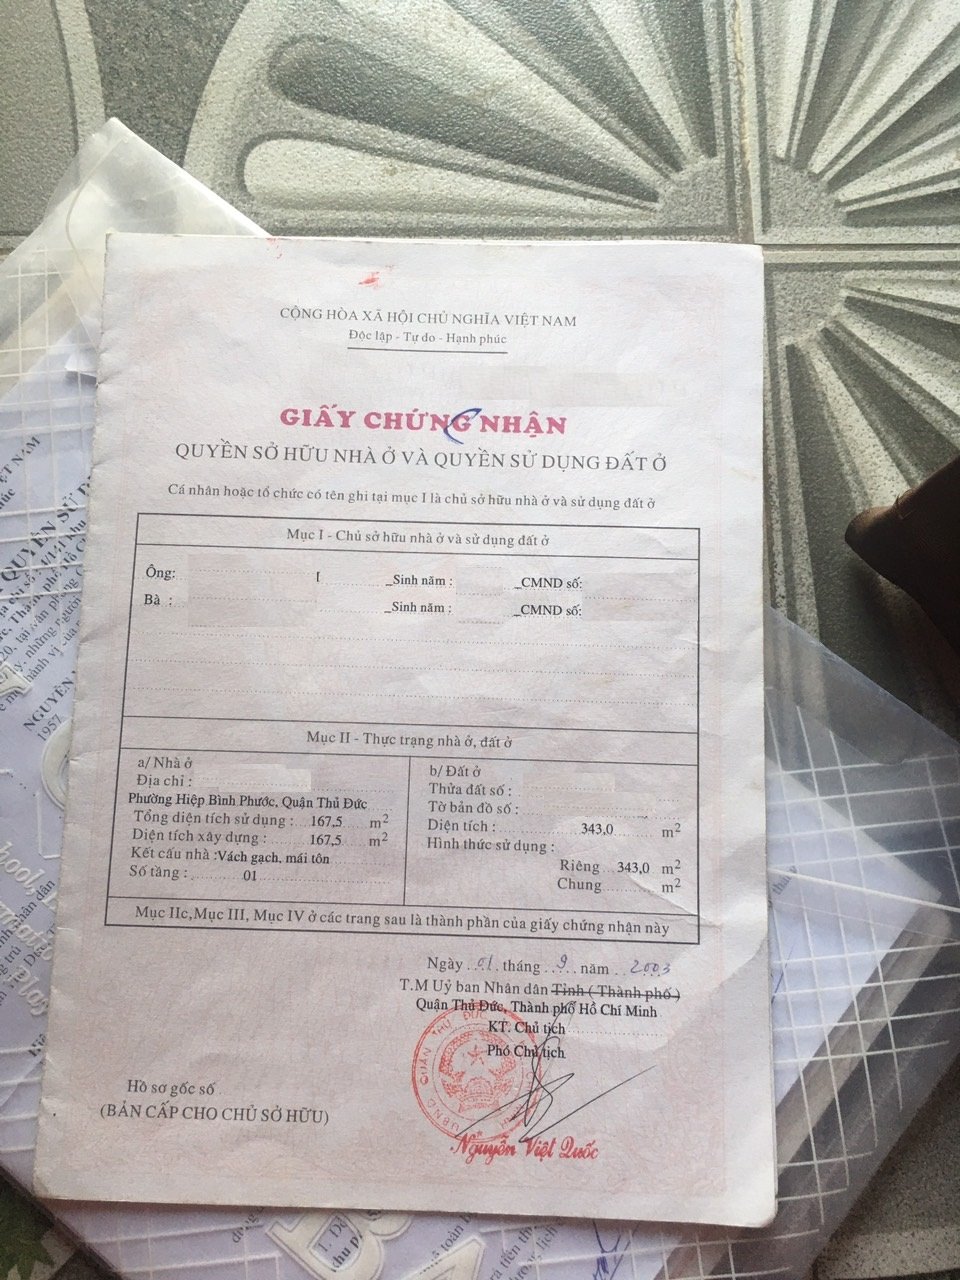 CỘNG HÒA XÃ HỘI CHỦ NGHĨA VIỆT NAM
Độc lập - Tự do - Hạnh phúc
GIẤY CHỨNG NHẬN
QUYỀN SỞ HỮU NHÀ Ở VÀ QUYỀN SỬ DỤNG ĐẤT Ở
Cá nhân hoặc tổ chức có tên ghi tại mục I là chủ sở hữu nhà ở và sử dụng đất ở
Mục I - Chủ sở hữu nhà ở và sử dụng đất ở
Ông: _Sinh năm : _CMND số:
Bà : _Sinh năm : _CMND số:
Mục II - Thực trạng nhà ở, đất ở
a/ Nhà ở
Địa chỉ :
Phường Hiệp Bình Phước, Quận Thủ Đức
Tổng diện tích sử dụng : 167,5 m²
Diện tích xây dựng : 167,5 m²
Kết cấu nhà :Vách gạch, mái tôn
Số tầng : 01
b/ Đất ở
Thửa đất số :
Tờ bản đồ số :
Diện tích : 343,0 m²
Hình thức sử dụng :
Riêng 343,0 m²
Chung m²
Mục IIc,Mục III, Mục IV ở các trang sau là thành phần của giấy chứng nhận này
Ngày 01 tháng 9 năm 2003
T.M Uỷ ban Nhân dân Tỉnh ( Thành phố )
Quận Thủ Đức, Thành phố Hồ Chí Minh
KT. Chủ tịch
Phó Chủ tịch
Nguyễn Việt Quốc
Hồ sơ gốc số
(BẢN CẤP CHO CHỦ SỞ HỮU)